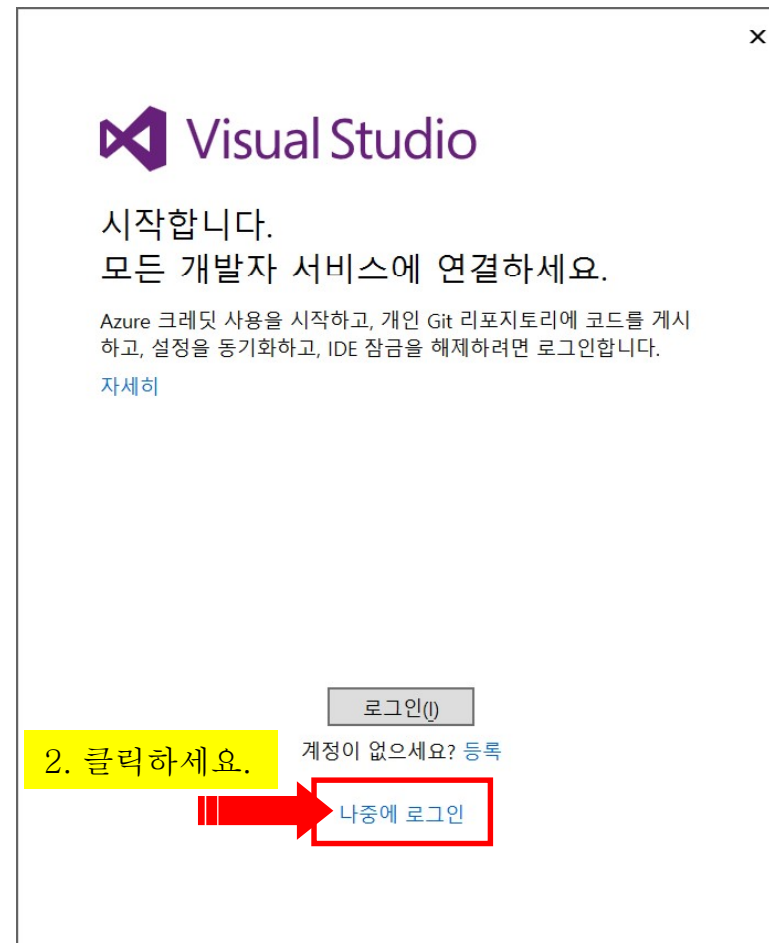 x
Visual Studio
시작합니다.
모든 개발자 서비스에 연결하세요.
Azure 크레딧 사용을 시작하고, 개인 Git 리포지토리에 코드를 게시
하고, 설정을 동기화하고, IDE 잠금을 해제하려면 로그인합니다.
자세히
로그인(I)
2. 클릭하세요.
계정이 없으세요? 등록
나중에 로그인